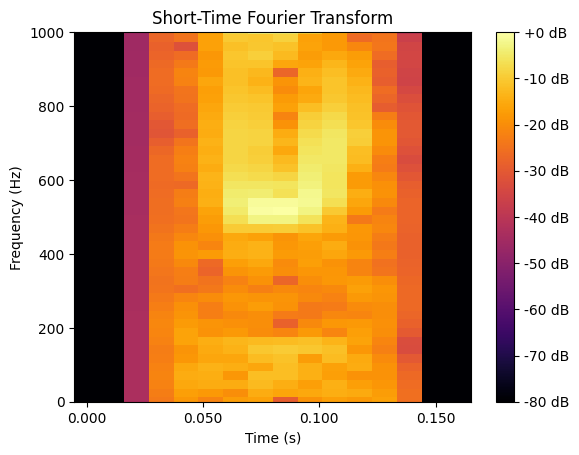 Short-Time Fourier Transform
1000
800
600
400
200
0
Frequency (Hz)
0.000
0.050
0.100
0.150
Time (s)
+0 dB
-10 dB
-20 dB
-30 dB
-40 dB
-50 dB
-60 dB
-70 dB
-80 dB